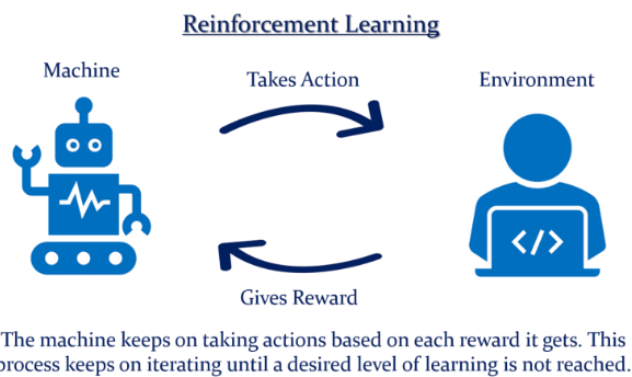 Reinforcement Learning
Machine
Takes Action
Environment
</>
Gives Reward
The machine keeps on taking actions based on each reward it gets. This
process keeps on iterating until a desired level of learning is not reached.